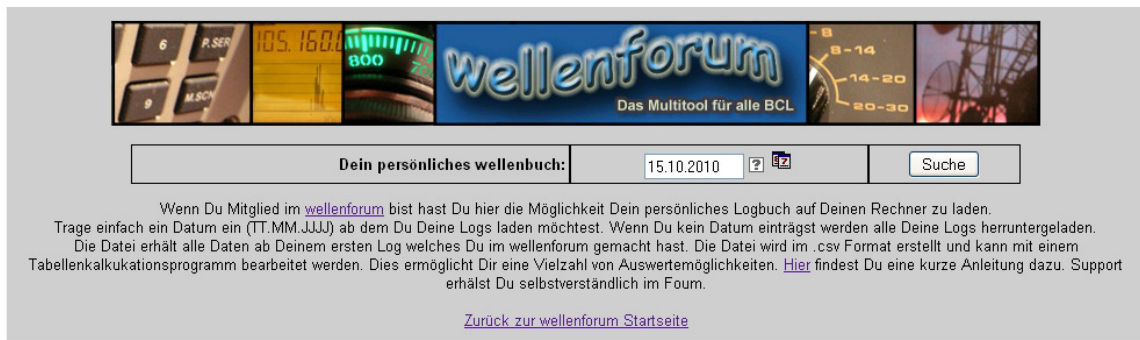 6 P.SER
9 M.SCN
105.160.0
800 70
wellenforum
Das Multitool für alle BCL
-8
8-14
14-20
20-30
Dein persönliches wellenbuch: 15.10.2010 ? Suche
Wenn Du Mitglied im wellenforum bist hast Du hier die Möglichkeit Dein persönliches Logbuch auf Deinen Rechner zu laden.
Trage einfach ein Datum ein (TT.MM.JJJJ) ab dem Du Deine Logs laden möchtest. Wenn Du kein Datum einträgst werden alle Deine Logs herruntergeladen.
Die Datei erhält alle Daten ab Deinem ersten Log welches Du im wellenforum gemacht hast. Die Datei wird im .csv Format erstellt und kann mit einem
Tabellenkalkukationsprogramm bearbeitet werden. Dies ermöglicht Dir eine Vielzahl von Auswertemöglichkeiten. Hier findest Du eine kurze Anleitung dazu. Support
erhälst Du selbstverständlich im Foum.
Zurück zur wellenforum Startseite